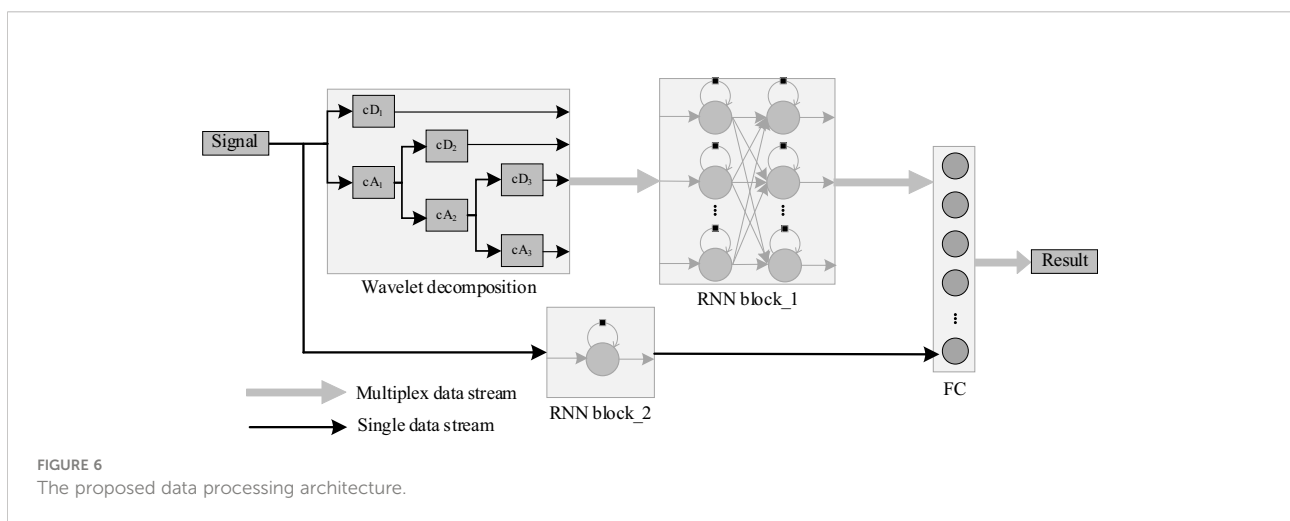 Signal
cD₁
cA₁
cD₂
cA₂
cD₃
cA₃
Wavelet decomposition
RNN block_1
RNN block_2
FC
Result
Multiplex data stream
Single data stream
FIGURE 6
The proposed data processing architecture.